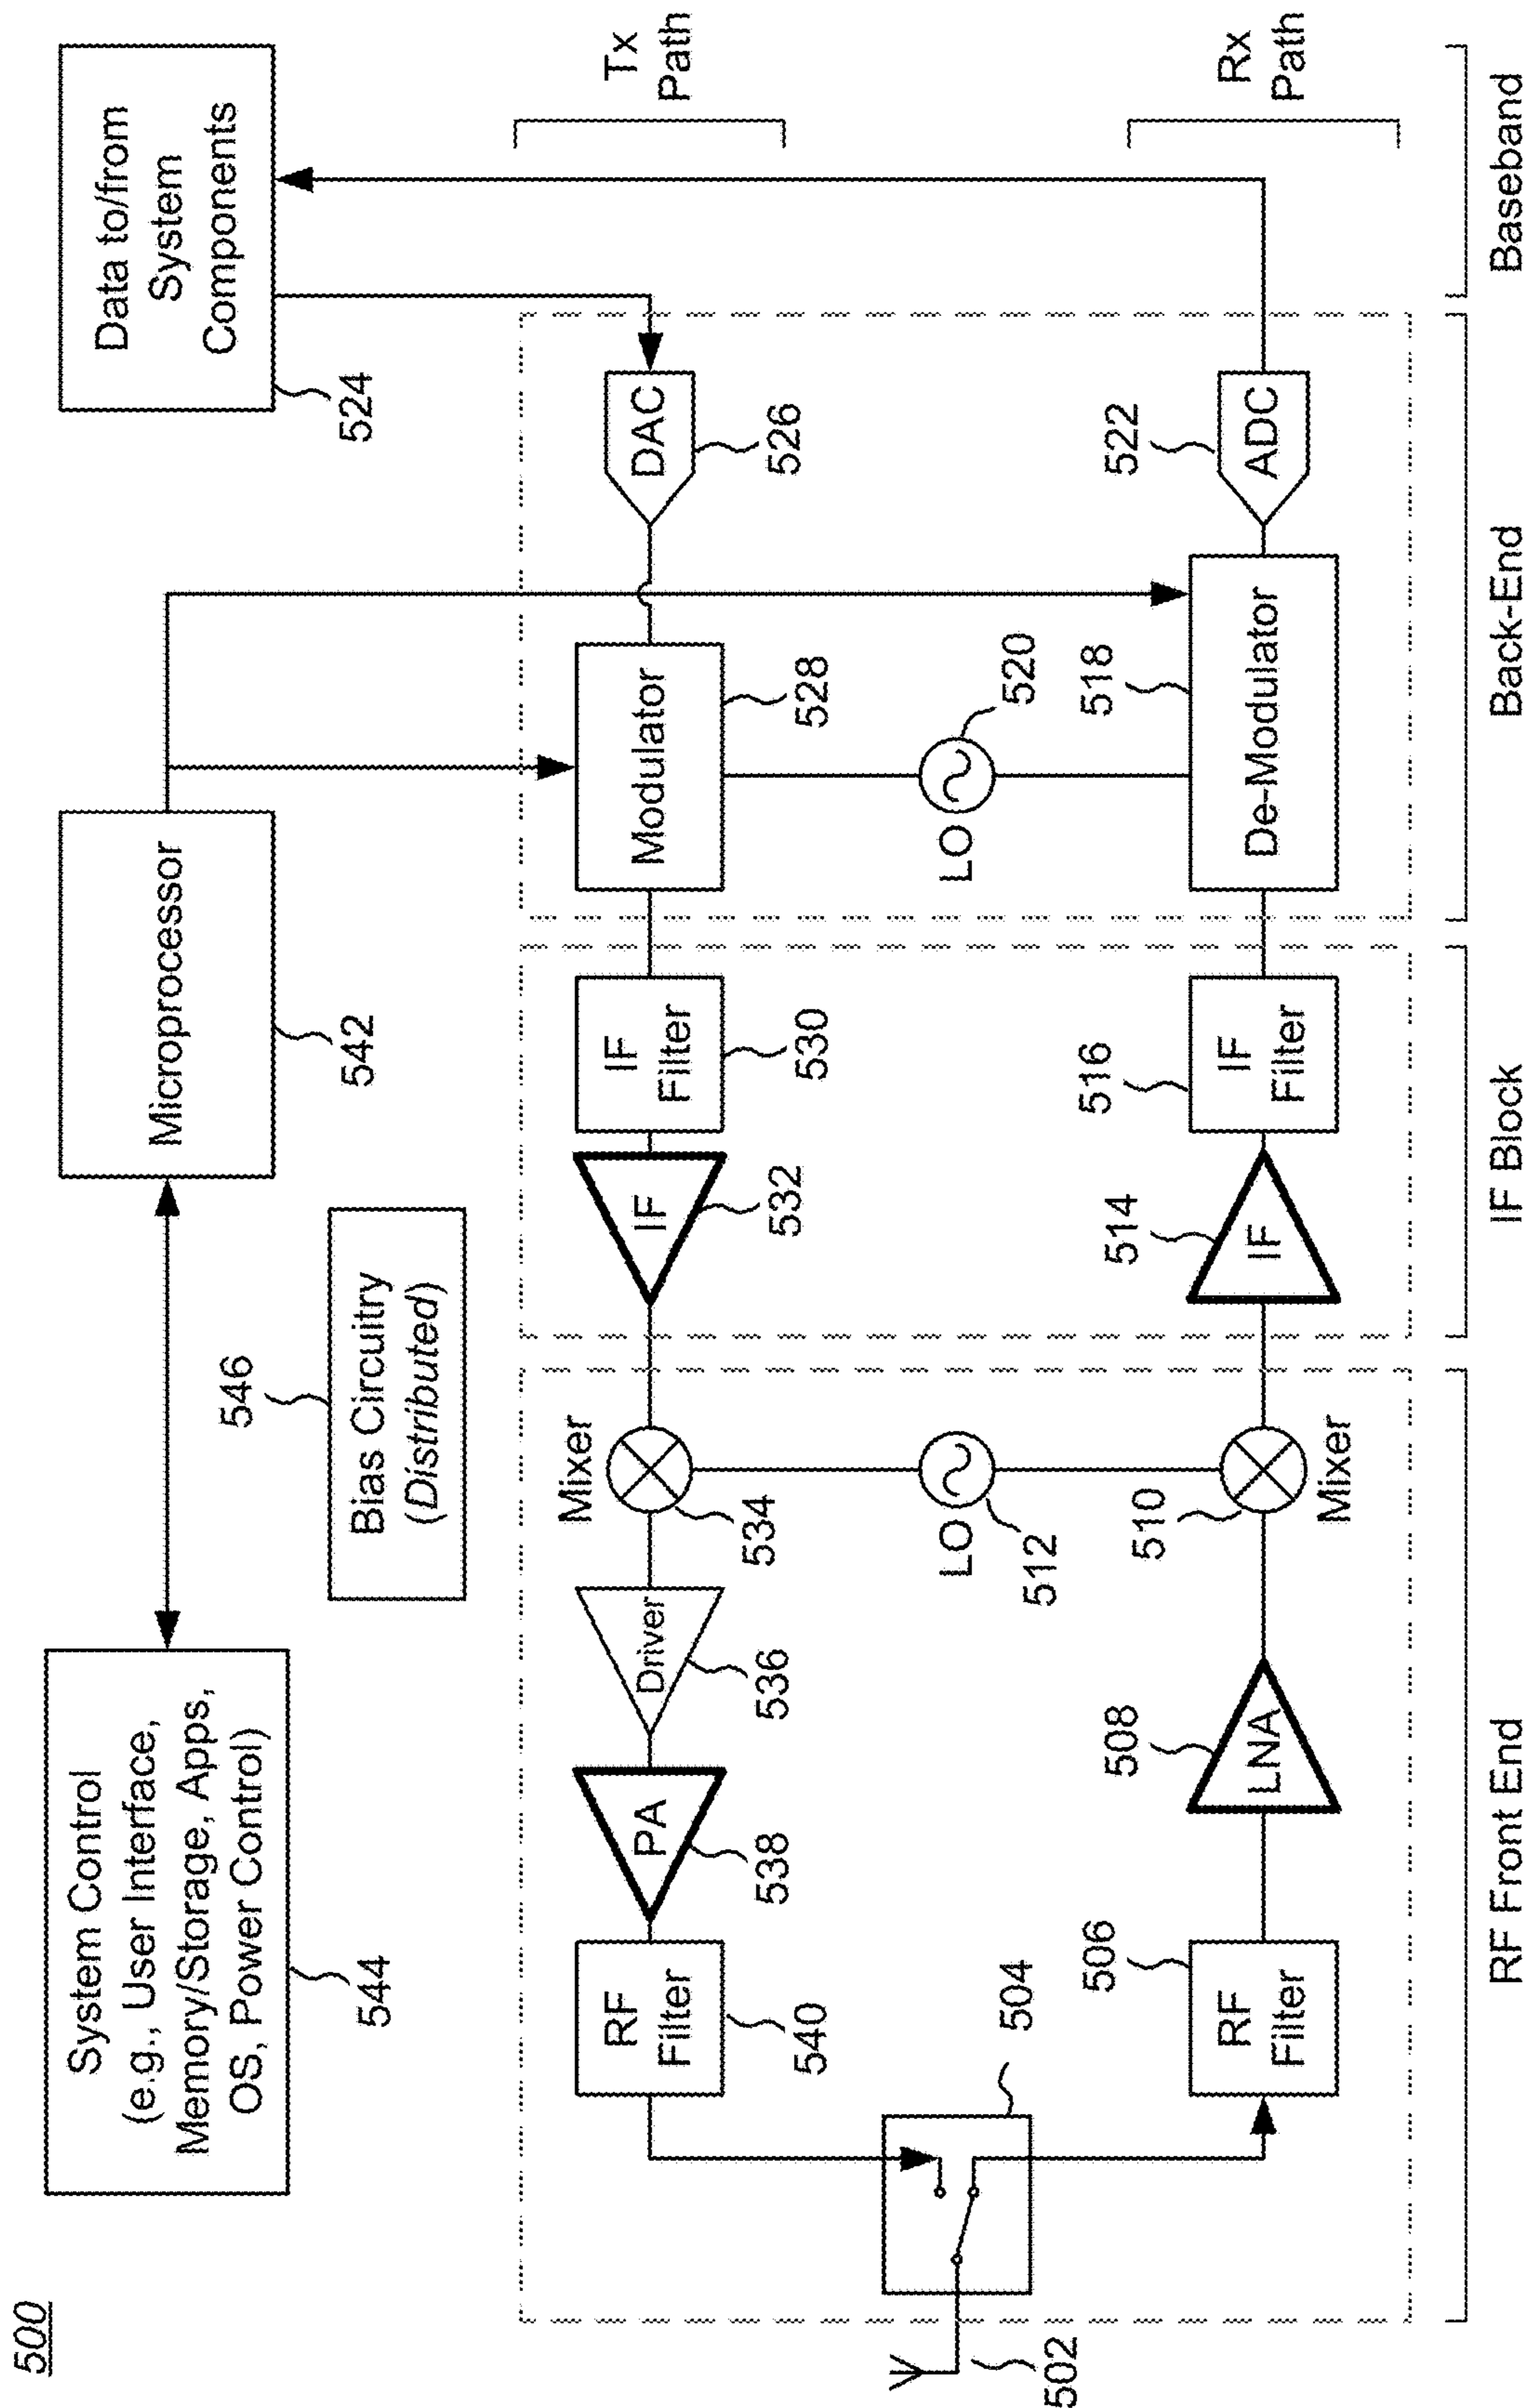 500
System Control
(e.g., User Interface,
Memory/Storage, Apps,
OS, Power Control)
544
Microprocessor
542
Data to/from
System
Components
524
546
Bias Circuitry
(Distributed)
Tx
Path
RF
Filter
540
PA
538
Driver
536
Mixer
534
IF
532
IF
Filter
530
Modulator
528
DAC
526
502
504
LO
512
LO
520
Rx
Path
506
RF
Filter
508
LNA
510
Mixer
514
IF
516
IF
Filter
518
De-Modulator
522
ADC
RF Front End
IF Block
Back-End
Baseband